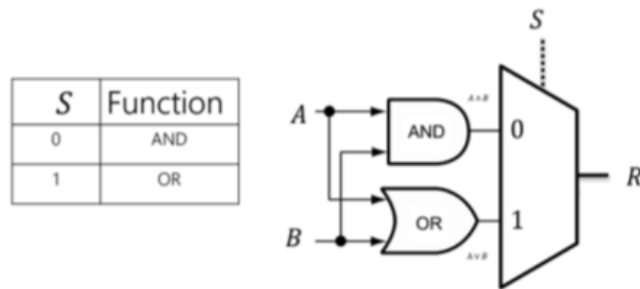 S Function
0 AND
1 OR
S
A
B
AND
OR
A ∧ B
A ∨ B
0
1
R